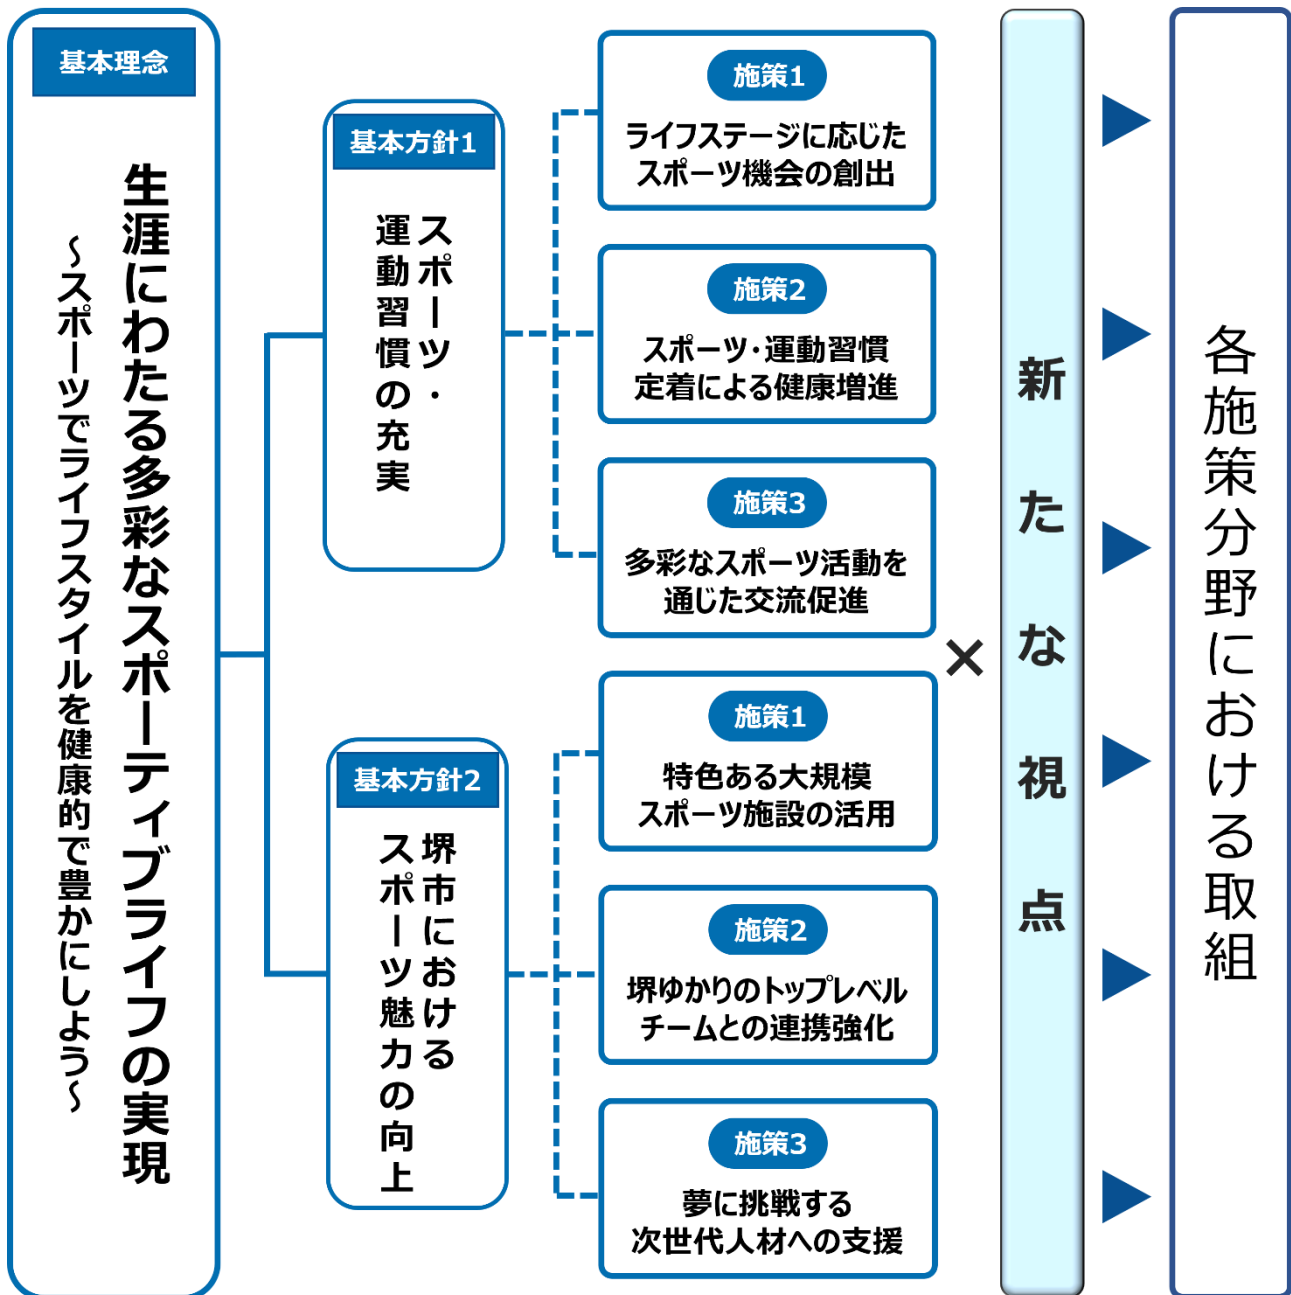 基本理念
生涯にわたる多彩なスポーティブライフの実現
～スポーツでライフスタイルを健康的で豊かにしよう～
基本方針1
スポーツ・
運動習慣の充実
施策1
ライフステージに応じた
スポーツ機会の創出
施策2
スポーツ・運動習慣
定着による健康増進
施策3
多彩なスポーツ活動を
通じた交流促進
基本方針2
堺市における
スポーツ魅力の向上
施策1
特色ある大規模
スポーツ施設の活用
施策2
堺ゆかりのトップレベル
チームとの連携強化
施策3
夢に挑戦する
次世代人材への支援
×
新たな視点
各施策分野における取組